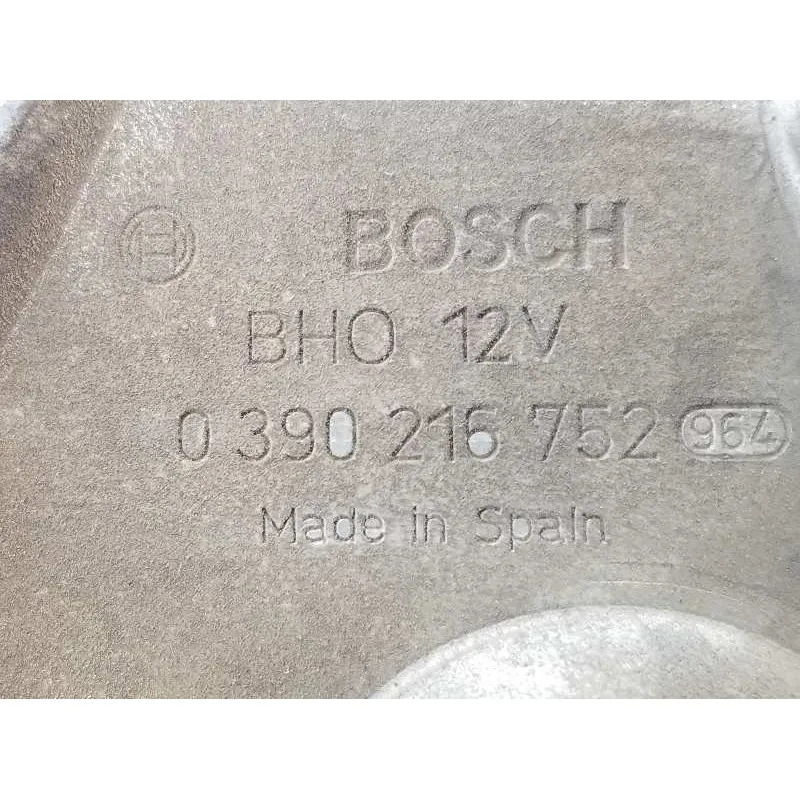 BOSCH
BHO 12V
0 390 216 752 964
Made in Spain